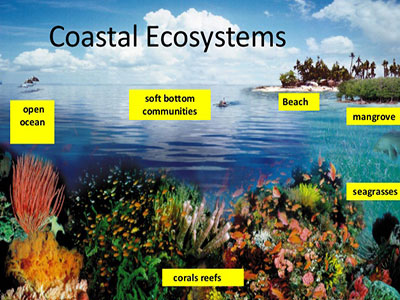 Coastal Ecosystems
open
ocean
soft bottom
communities
Beach
mangrove
seagrasses
corals reefs